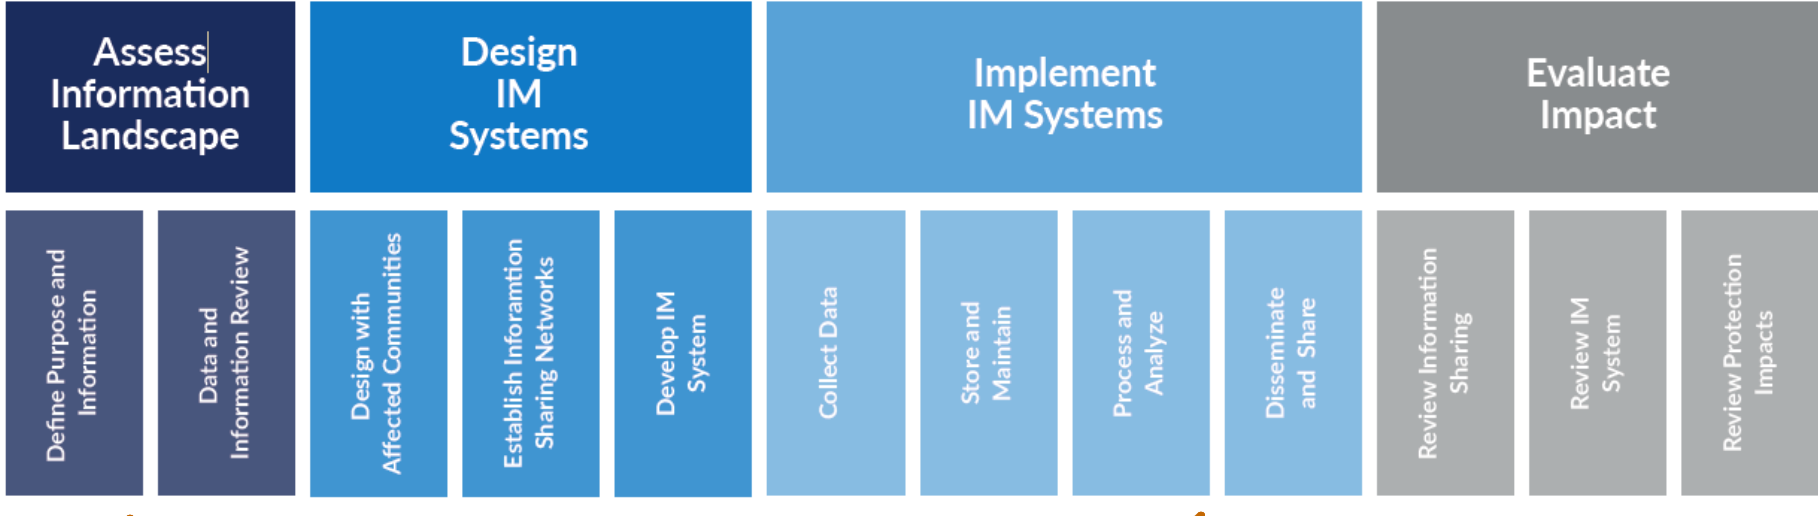 Assess
Information
Landscape
Design
IM
Systems
Implement
IM Systems
Evaluate
Impact
Define Purpose and
Information
Data and
Information Review
Design with
Affected Communities
Establish Inforamtion
Sharing Networks
Develop IM
System
Collect Data
Store and
Maintain
Process and
Analyze
Disseminate
and Share
Review Information
Sharing
Review IM
System
Review Protection
Impacts